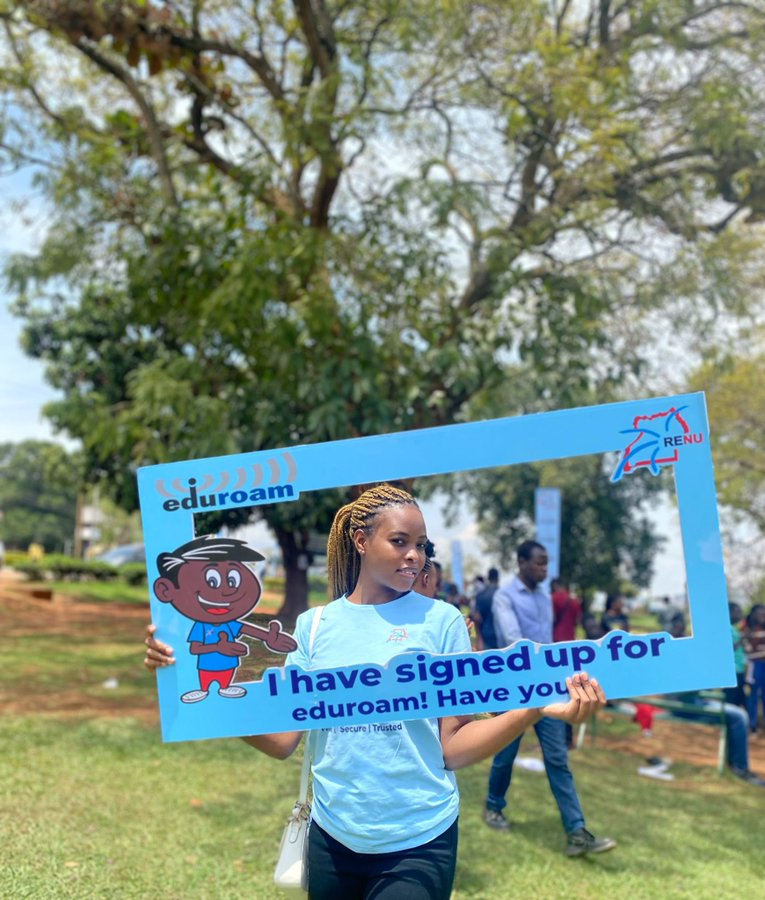 eduroam
RENU
I have signed up for
eduroam! Have you
| Secure | Trusted